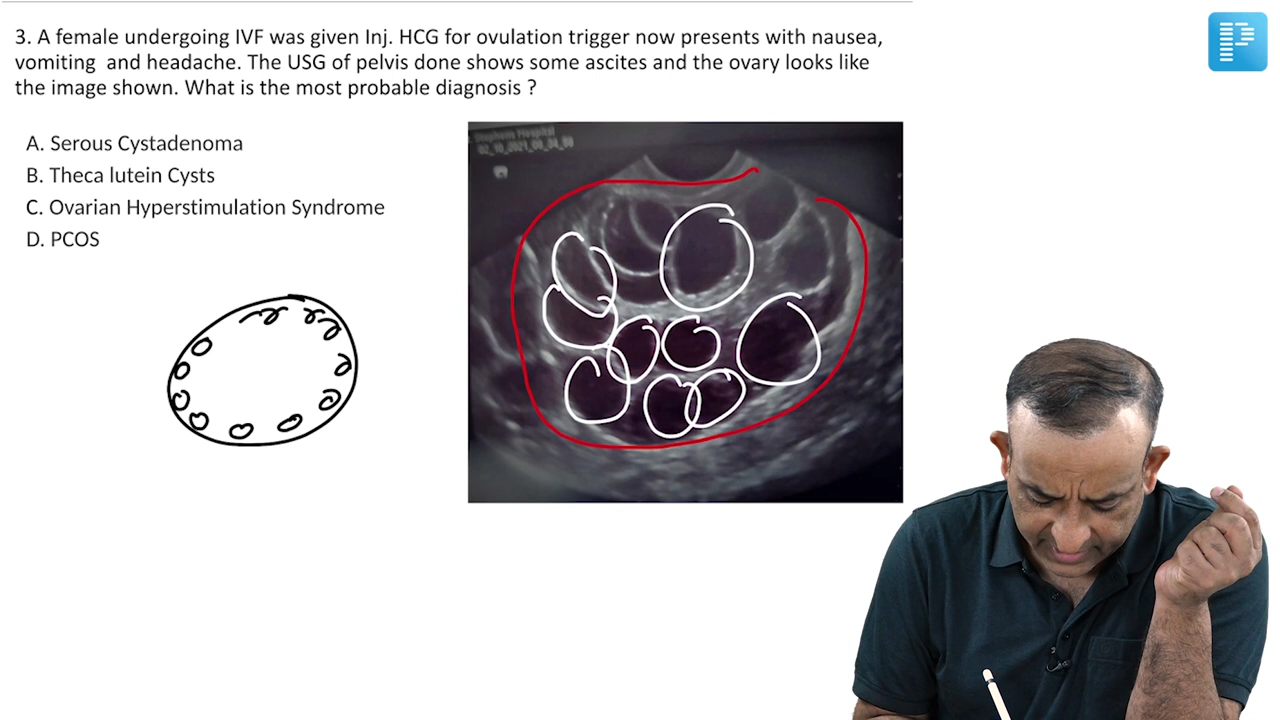 3. A female undergoing IVF was given Inj. HCG for ovulation trigger now presents with nausea,
vomiting and headache. The USG of pelvis done shows some ascites and the ovary looks like
the image shown. What is the most probable diagnosis ?
A. Serous Cystadenoma
B. Theca lutein Cysts
C. Ovarian Hyperstimulation Syndrome
D. PCOS
Stephens Hospital